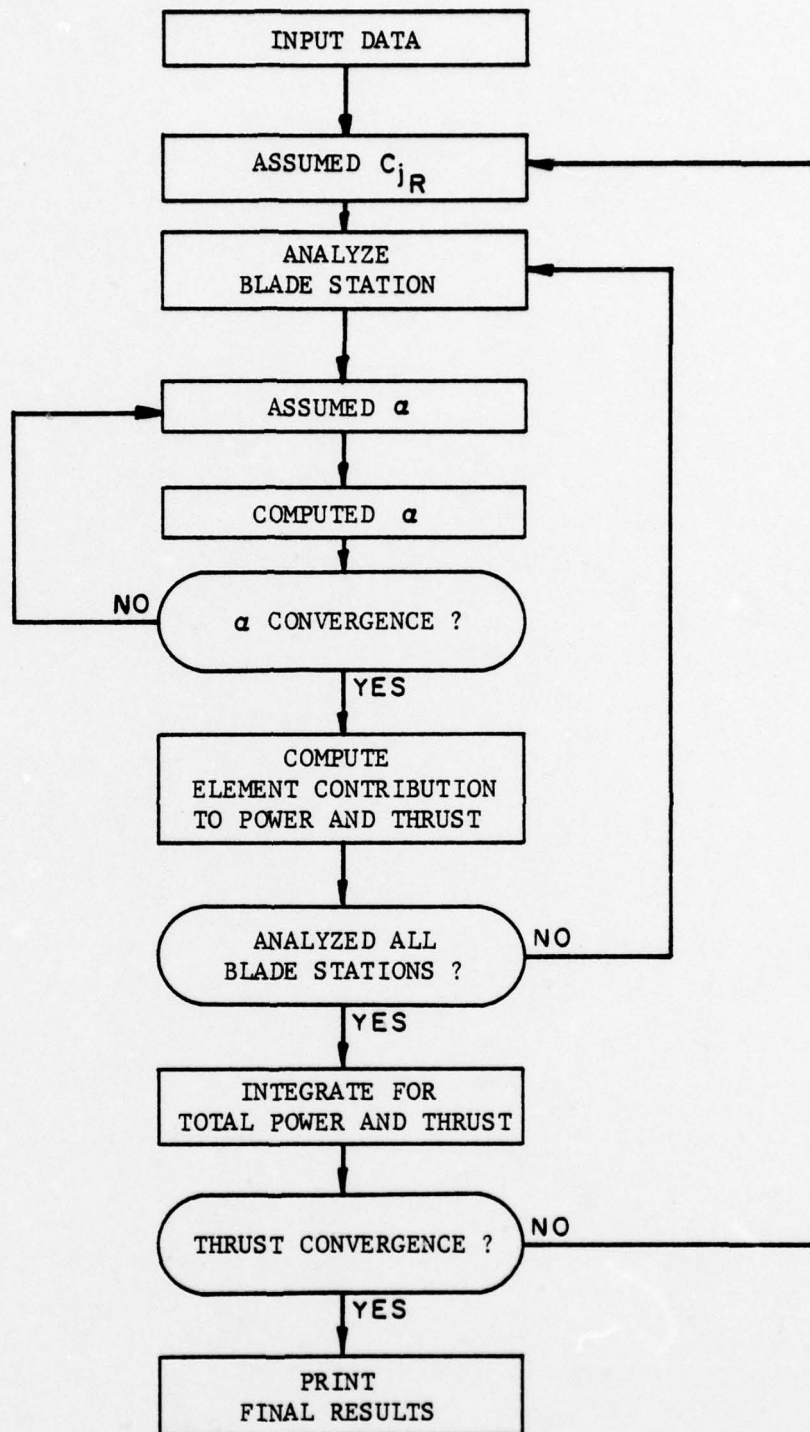 INPUT DATA
ASSUMED CjR
ANALYZE
BLADE STATION
ASSUMED α
COMPUTED α
NO
α CONVERGENCE ?
YES
COMPUTE
ELEMENT CONTRIBUTION
TO POWER AND THRUST
ANALYZED ALL
BLADE STATIONS ?
NO
YES
INTEGRATE FOR
TOTAL POWER AND THRUST
THRUST CONVERGENCE ?
NO
YES
PRINT
FINAL RESULTS